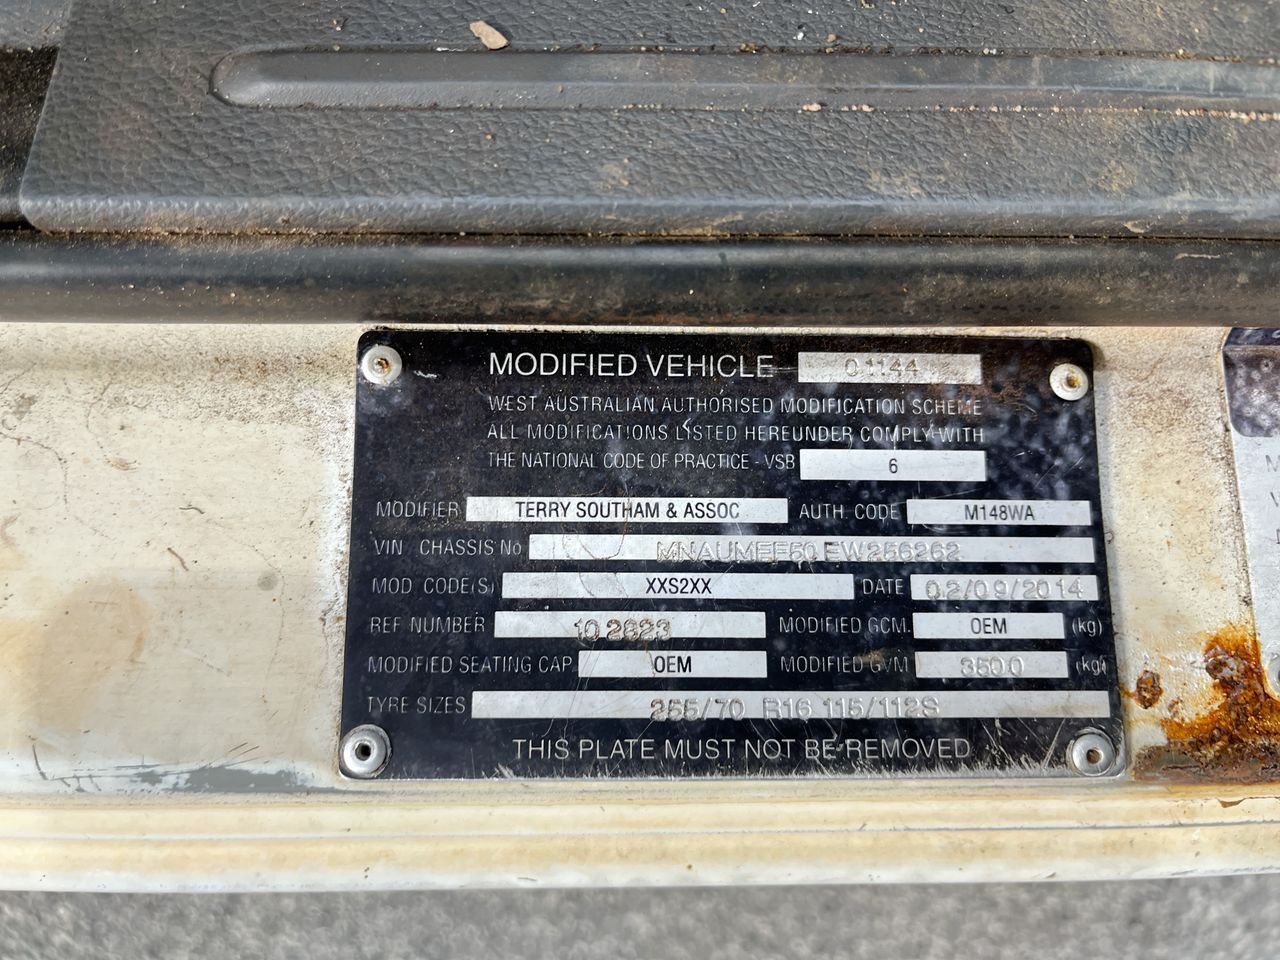 MODIFIED VEHICLE 01144
WEST AUSTRALIAN AUTHORISED MODIFICATION SCHEME
ALL MODIFICATIONS LISTED HEREUNDER COMPLY WITH
THE NATIONAL CODE OF PRACTICE - VSB 6
MODIFIER TERRY SOUTHAM & ASSOC AUTH. CODE M148WA
VIN CHASSIS No MNAUMEF50EW256262
MOD CODE(S) XXS2XX DATE 02/09/2014
REF NUMBER 102823 MODIFIED GCM. OEM (kg)
MODIFIED SEATING CAP OEM MODIFIED GVM 3500 (kg)
TYRE SIZES 255/70 R16 115/112S
THIS PLATE MUST NOT BE REMOVED